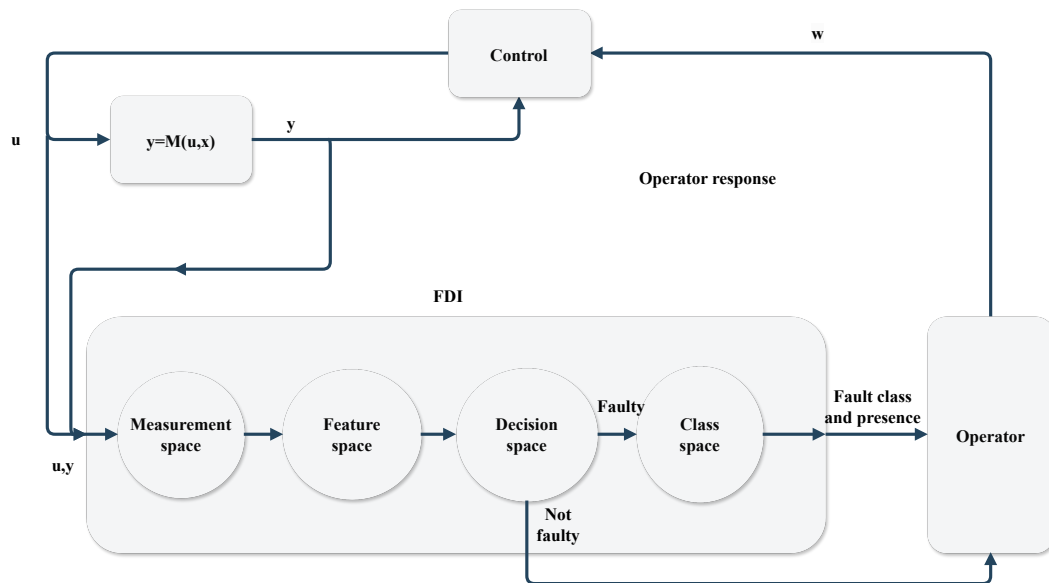 w
Control
u
y
y=M(u,x)
Operator response
FDI
Fault class
and presence
Faulty
Measurement
space
Feature
space
Decision
space
Class
space
Operator
u,y
Not
faulty